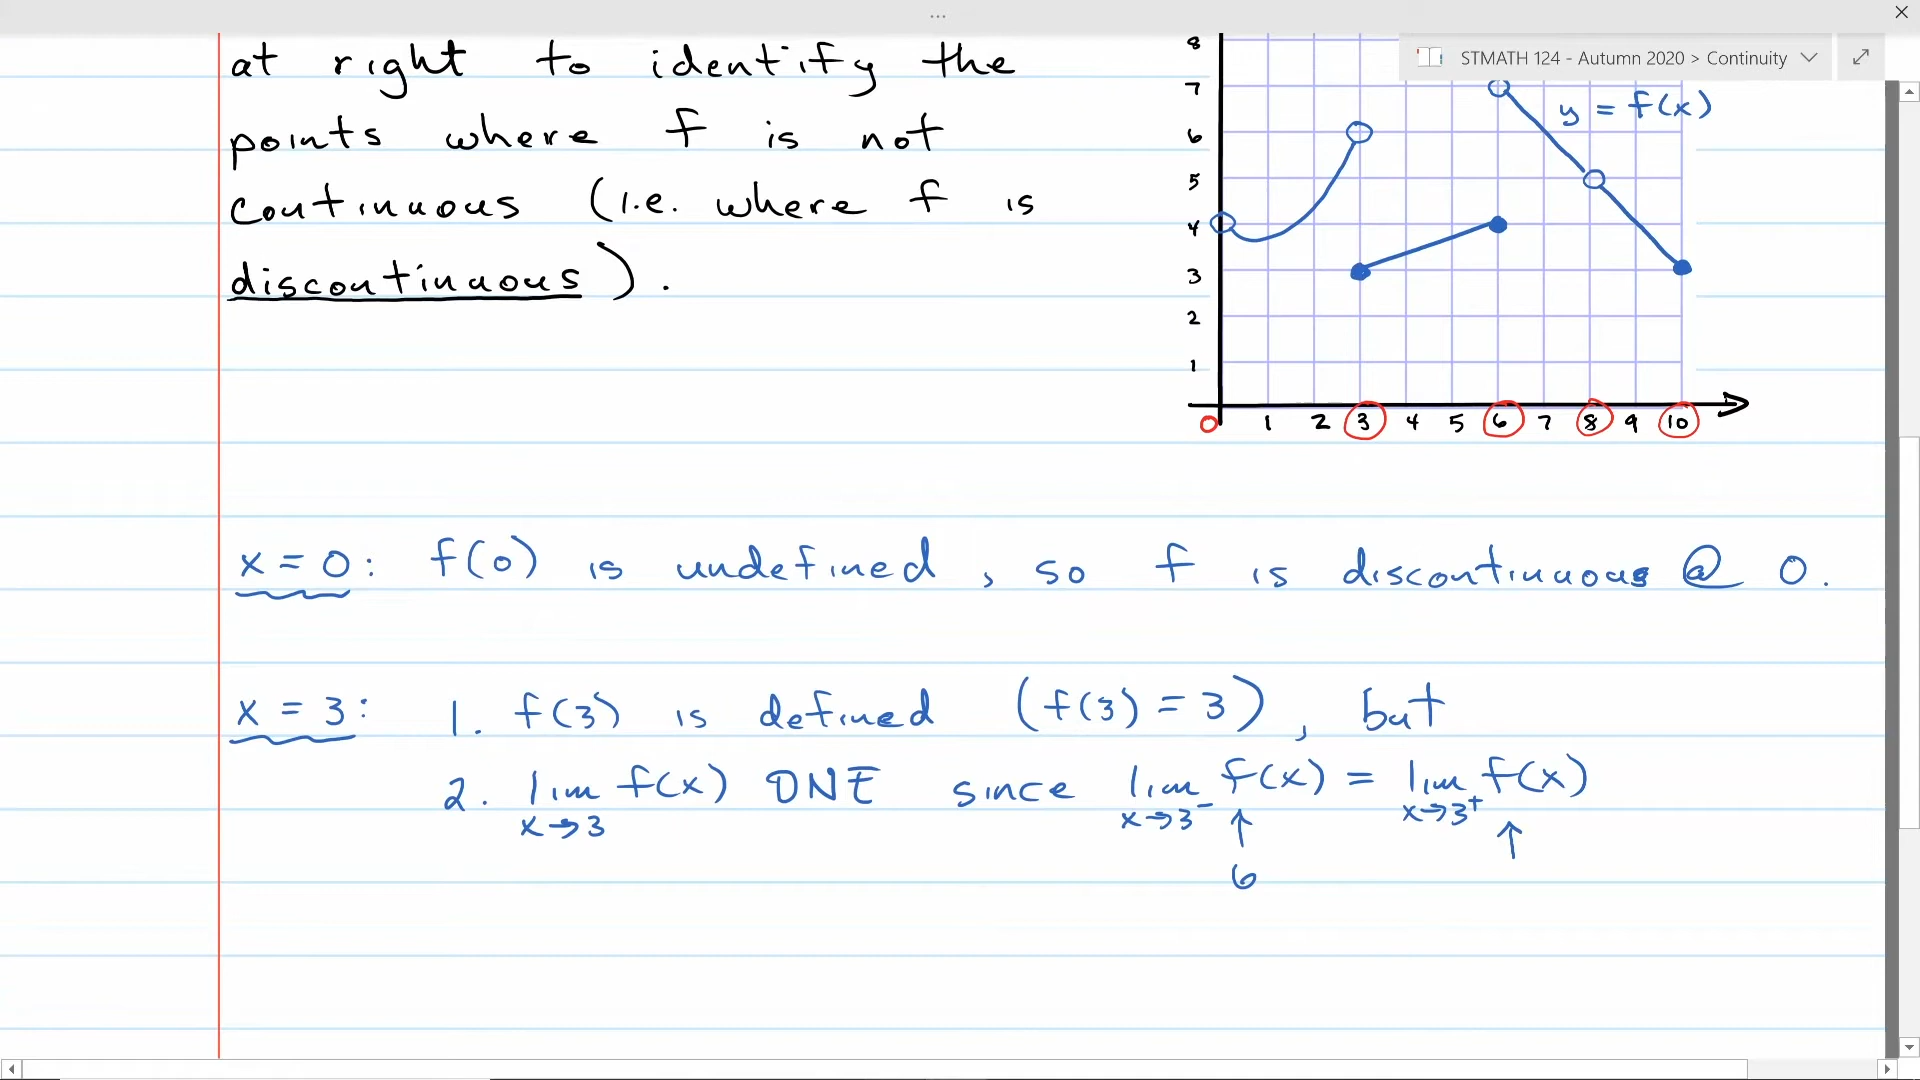 ...
STMATH 124 - Autumn 2020 > Continuity
at right to identify the
points where f is not
continuous (i.e. where f is
discontinuous).
8
7
6
5
4
3
2
1
y = f(x)
0 1 2 3 4 5 6 7 8 9 10
x = 0: f(0) is undefined, so f is discontinuous @ 0.
x = 3: 1. f(3) is defined (f(3) = 3), but
2. lim f(x) DNE since lim f(x) = lim f(x)
x→3 x→3⁻ ↑ x→3⁺ ↑
6